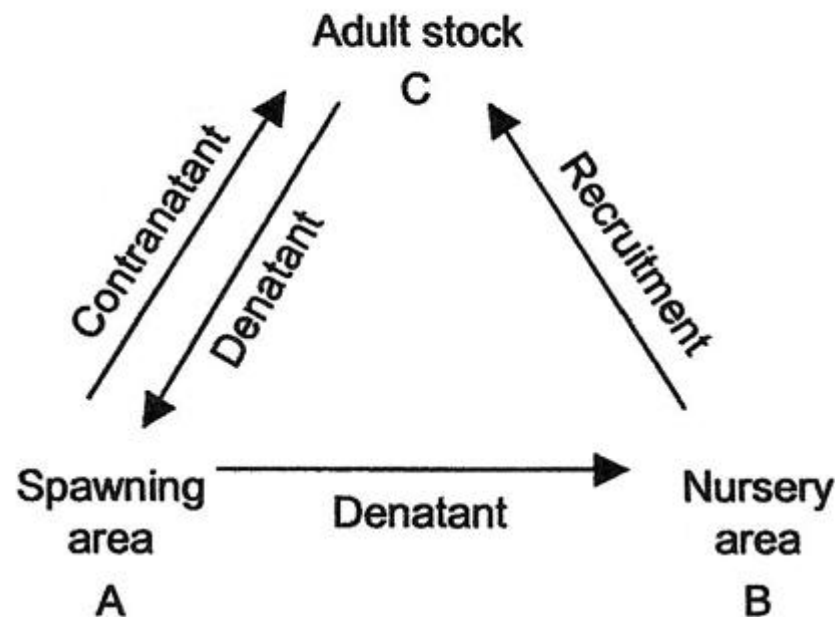 Adult stock
C
Contranatant
Denatant
Recruitment
Spawning
area
A
Denatant
Nursery
area
B